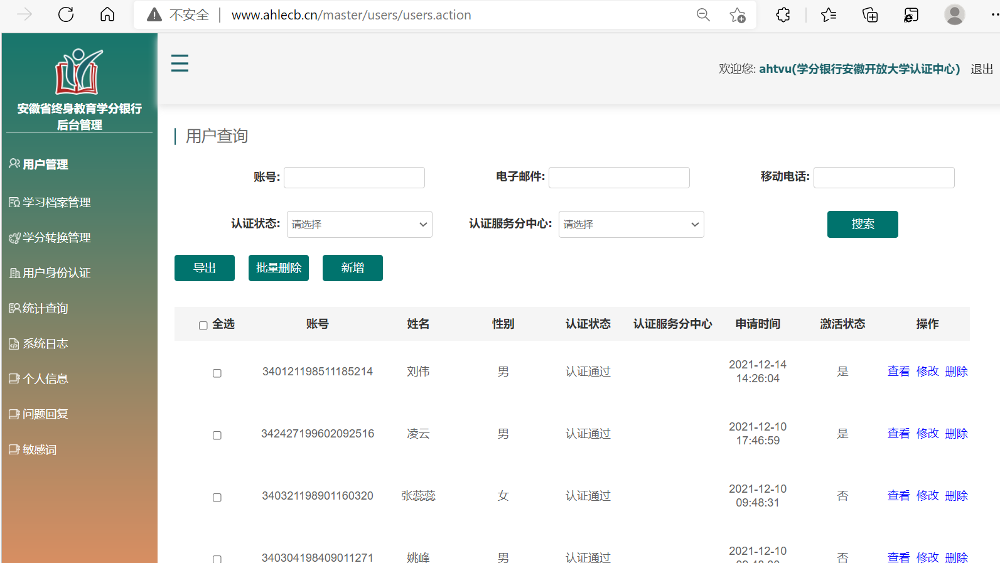 不安全 www.ahlecb.cn/master/users/users.action
安徽省终身教育学分银行
后台管理
欢迎您: ahtvu(学分银行安徽开放大学认证中心) 退出
用户管理
学习档案管理
学分转换管理
用户身份认证
统计查询
系统日志
个人信息
问题回复
敏感词
用户查询
账号: 电子邮件: 移动电话:
认证状态: 请选择 认证服务分中心: 请选择 搜索
导出 批量删除 新增
全选 账号 姓名 性别 认证状态 认证服务分中心 申请时间 激活状态 操作
340121198511185214 刘伟 男 认证通过 2021-12-14 14:26:04 是 查看 修改 删除
342427199602092516 凌云 男 认证通过 2021-12-10 17:46:59 是 查看 修改 删除
340321198901160320 张蕊蕊 女 认证通过 2021-12-10 09:48:31 否 查看 修改 删除
340304198409011271 姚峰 男 认证通过 2021-12-10 否 查看 修改 删除